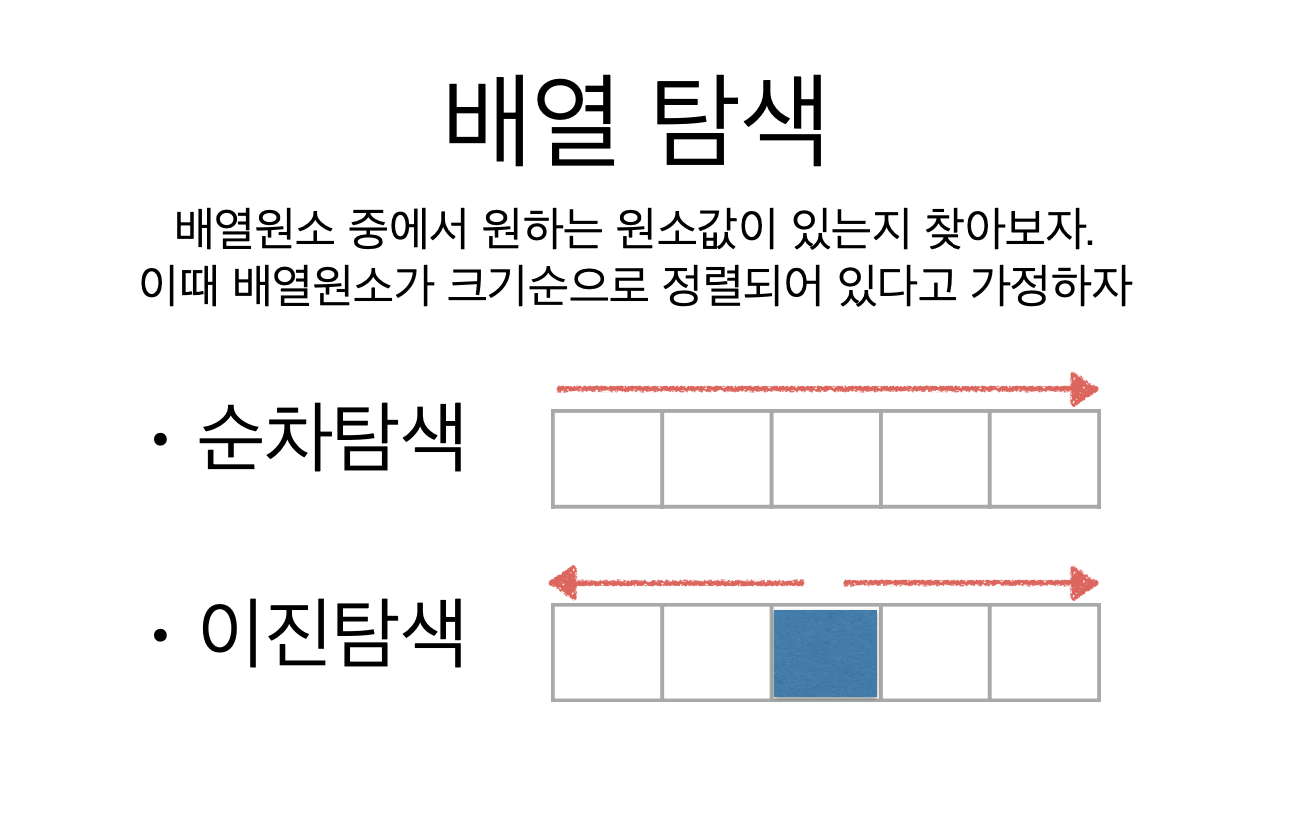 배열 탐색
배열원소 중에서 원하는 원소값이 있는지 찾아보자.
이때 배열원소가 크기순으로 정렬되어 있다고 가정하자
• 순차탐색
• 이진탐색